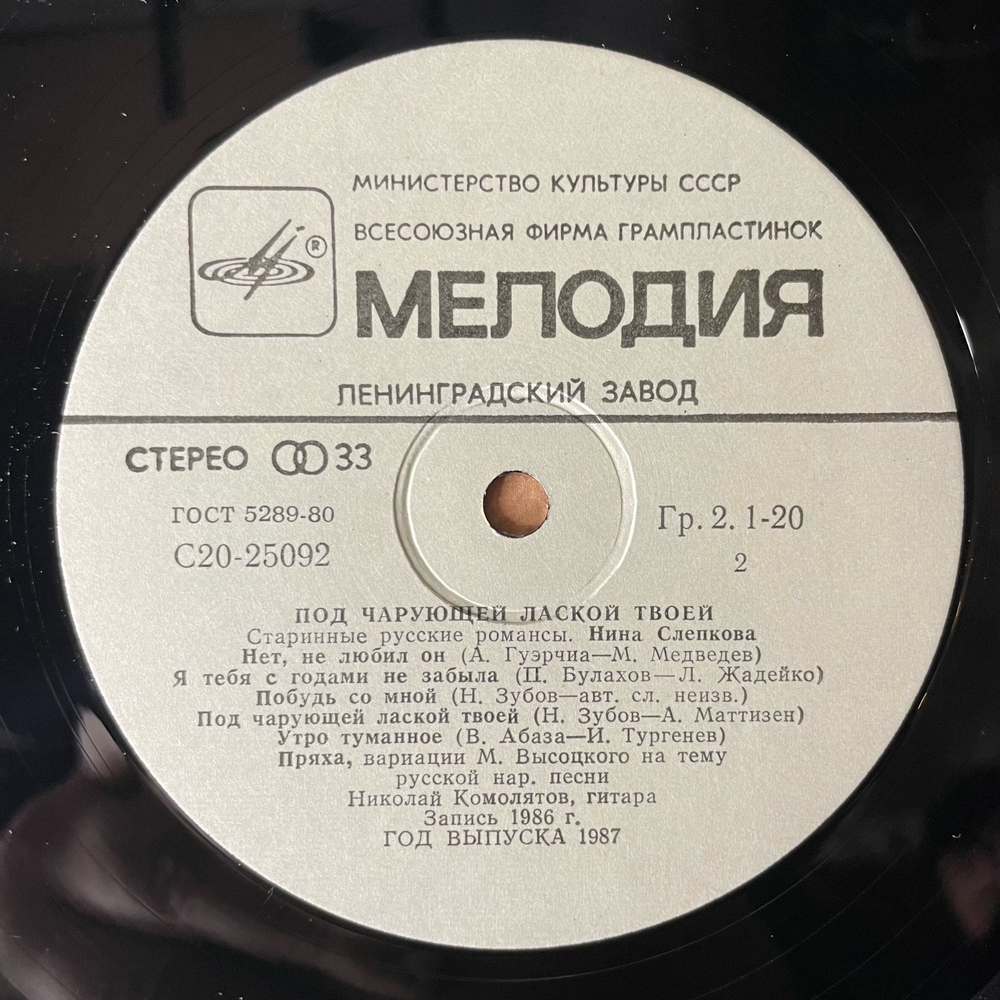 МИНИСТЕРСТВО КУЛЬТУРЫ СССР
ВСЕСОЮЗНАЯ ФИРМА ГРАМПЛАСТИНОК
®
МЕЛОДИЯ
ЛЕНИНГРАДСКИЙ ЗАВОД
СТЕРЕО 33
ГОСТ 5289-80
Гр. 2. 1-20
С20-25092
2
ПОД ЧАРУЮЩЕЙ ЛАСКОЙ ТВОЕЙ
Старинные русские романсы. Нина Слепкова
Нет, не любил он (А. Гуэрчиа—М. Медведев)
Я тебя с годами не забыла (П. Булахов—Л. Жадейко)
Побудь со мной (Н. Зубов—авт. сл. неизв.)
Под чарующей лаской твоей (Н. Зубов—А. Маттизен)
Утро туманное (В. Абаза—И. Тургенев)
Пряха, вариации М. Высоцкого на тему
русской нар. песни
Николай Комолятов, гитара
Запись 1986 г.
ГОД ВЫПУСКА 1987